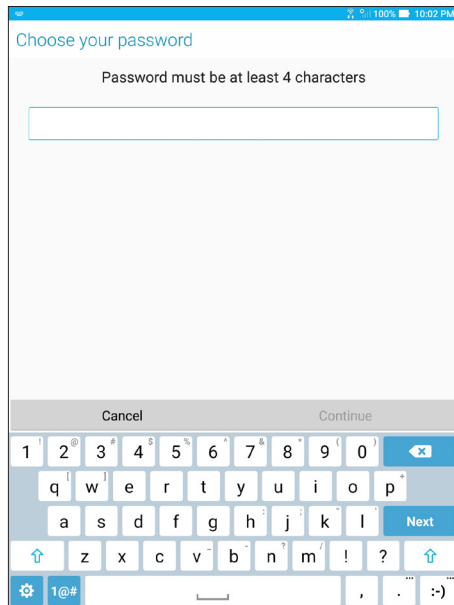 100% 10:02 PM
Choose your password
Password must be at least 4 characters
Cancel Continue
1 ! 2 @ 3 # 4 $ 5 % 6 ^ 7 & 8 * 9 ( 0 )
q [ w ] e r t y u i o p +
a s d f g h : j ; k " l ' Next
z x c v - b - n ? m / ! ?
1@# , . ... :-) ...